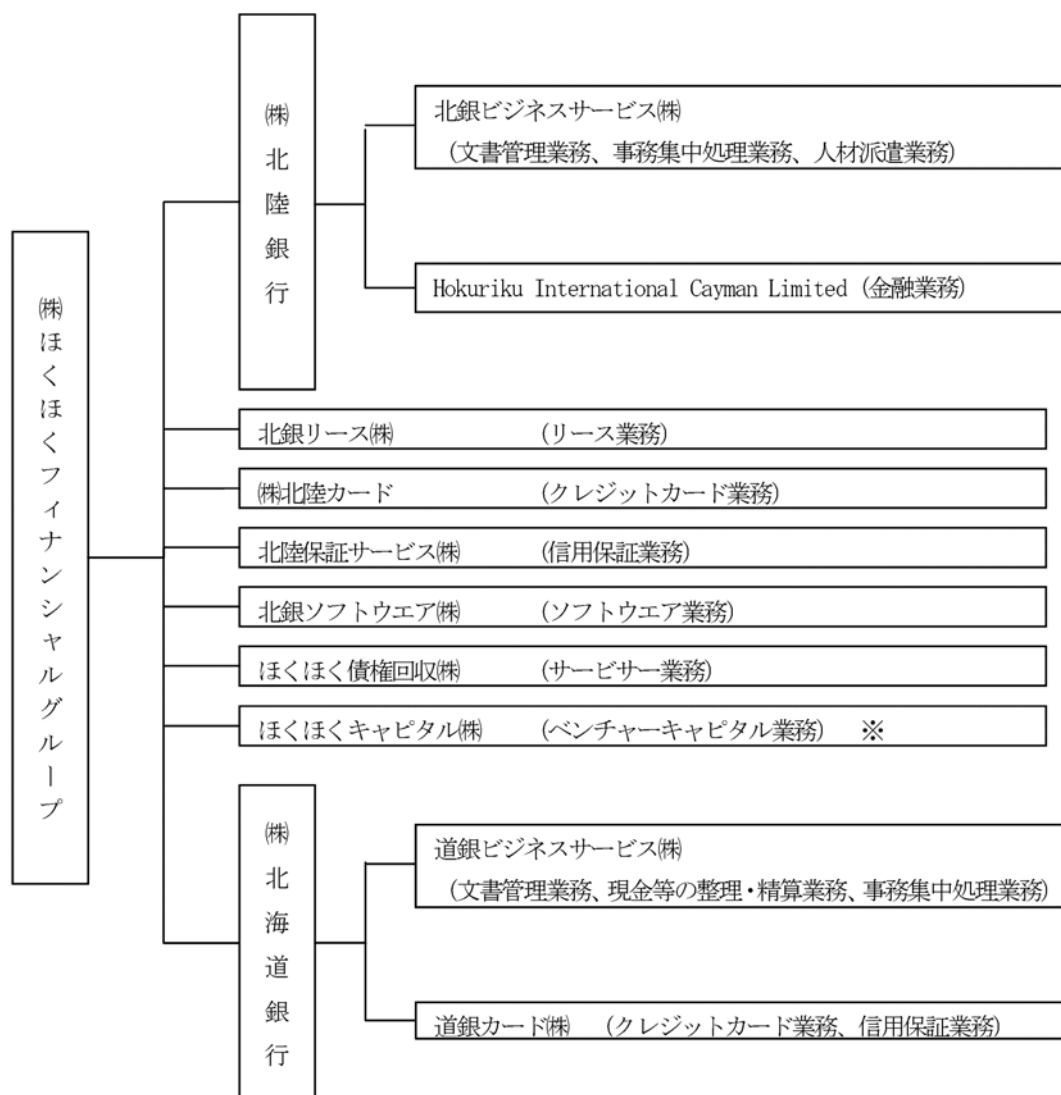 ㈱ほくほくフィナンシャルグループ
㈱北陸銀行
北銀ビジネスサービス㈱
（文書管理業務、事務集中処理業務、人材派遣業務）
Hokuriku International Cayman Limited（金融業務）
北銀リース㈱　（リース業務）
㈱北陸カード　（クレジットカード業務）
北陸保証サービス㈱　（信用保証業務）
北銀ソフトウエア㈱　（ソフトウエア業務）
ほくほく債権回収㈱　（サービサー業務）
ほくほくキャピタル㈱　（ベンチャーキャピタル業務）　※
㈱北海道銀行
道銀ビジネスサービス㈱
（文書管理業務、現金等の整理・精算業務、事務集中処理業務）
道銀カード㈱　（クレジットカード業務、信用保証業務）